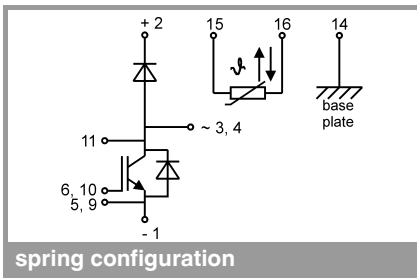 + 2
15
16
14
ϑ
base
plate
~ 3, 4
11
6, 10
5, 9
- 1
spring configuration